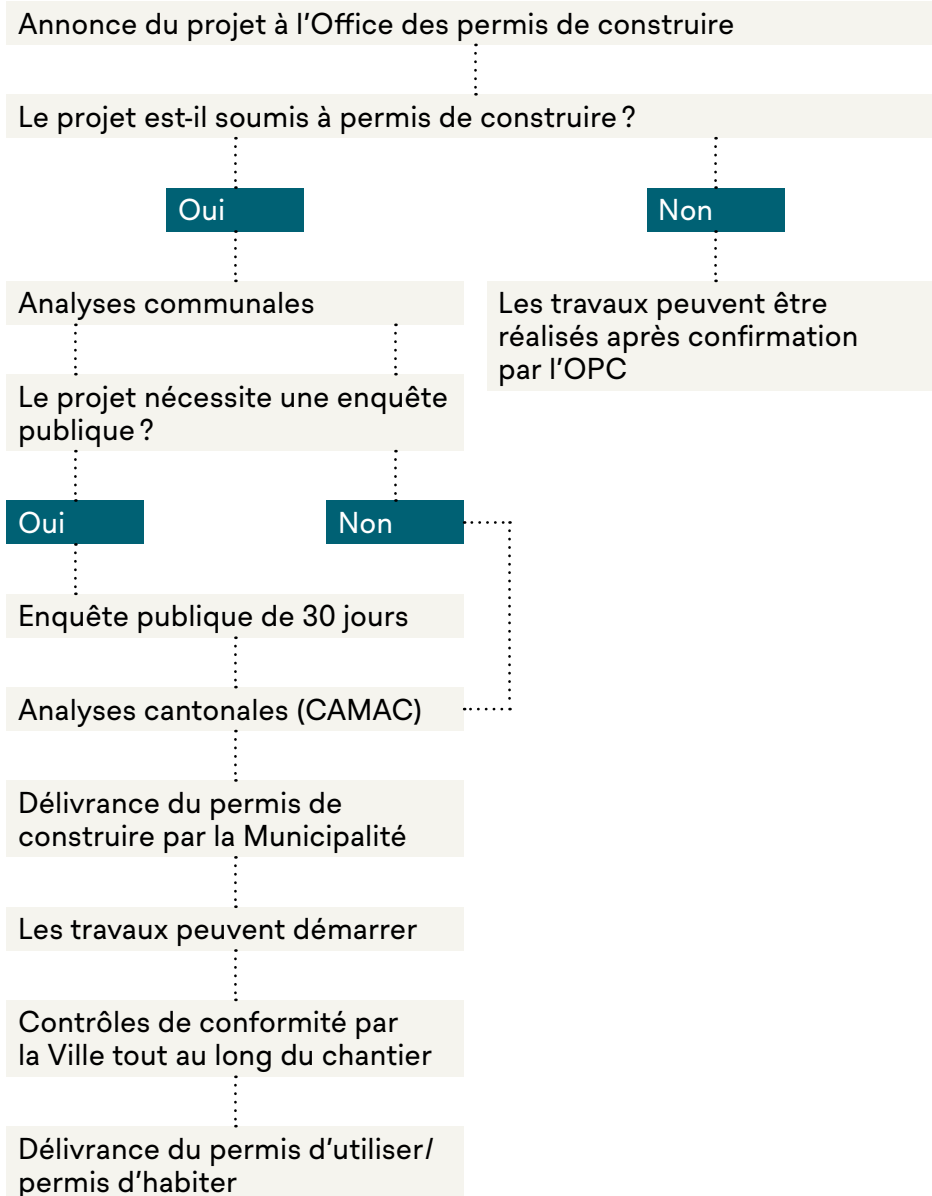 Annonce du projet à l'Office des permis de construire
Le projet est-il soumis à permis de construire ?
Oui
Non
Analyses communales
Les travaux peuvent être
réalisés après confirmation
par l'OPC
Le projet nécessite une enquête
publique ?
Oui
Non
Enquête publique de 30 jours
Analyses cantonales (CAMAC)
Délivrance du permis de
construire par la Municipalité
Les travaux peuvent démarrer
Contrôles de conformité par
la Ville tout au long du chantier
Délivrance du permis d'utiliser/
permis d'habiter